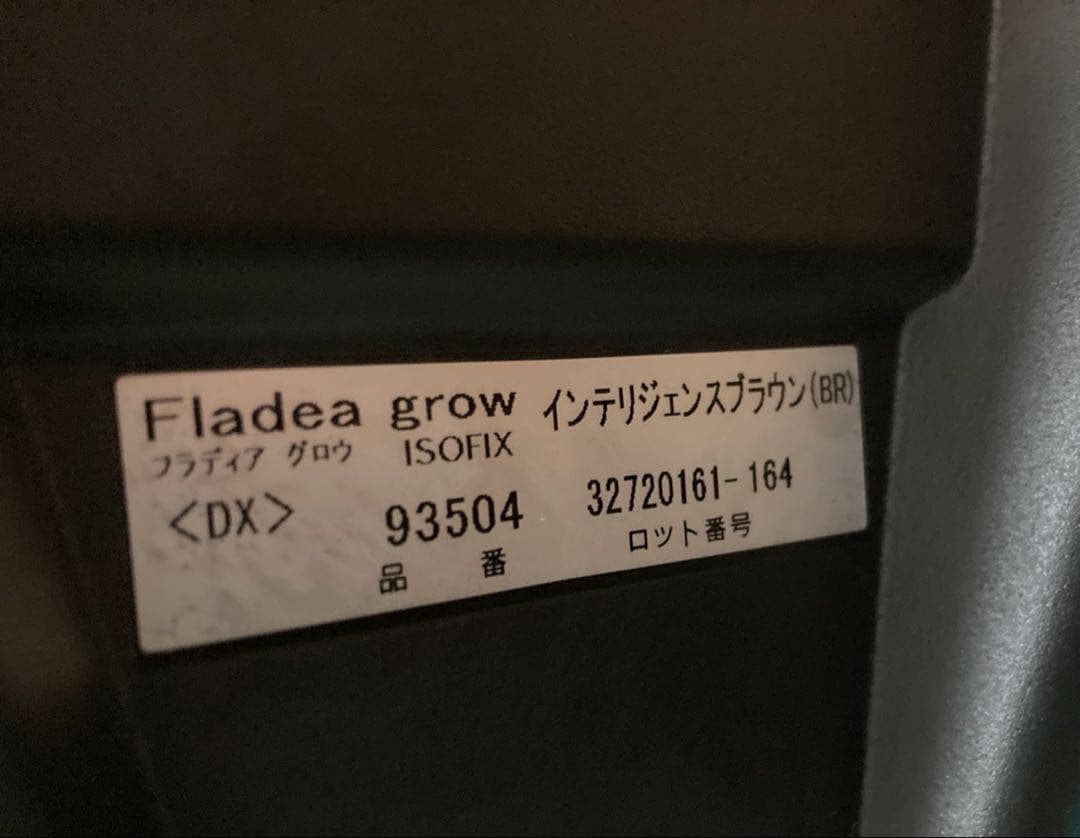 Fladea grow インテリジェンスブラウン(BR)
フラディア グロウ ISOFIX
<DX> 93504 32720161-164
品番 ロット番号